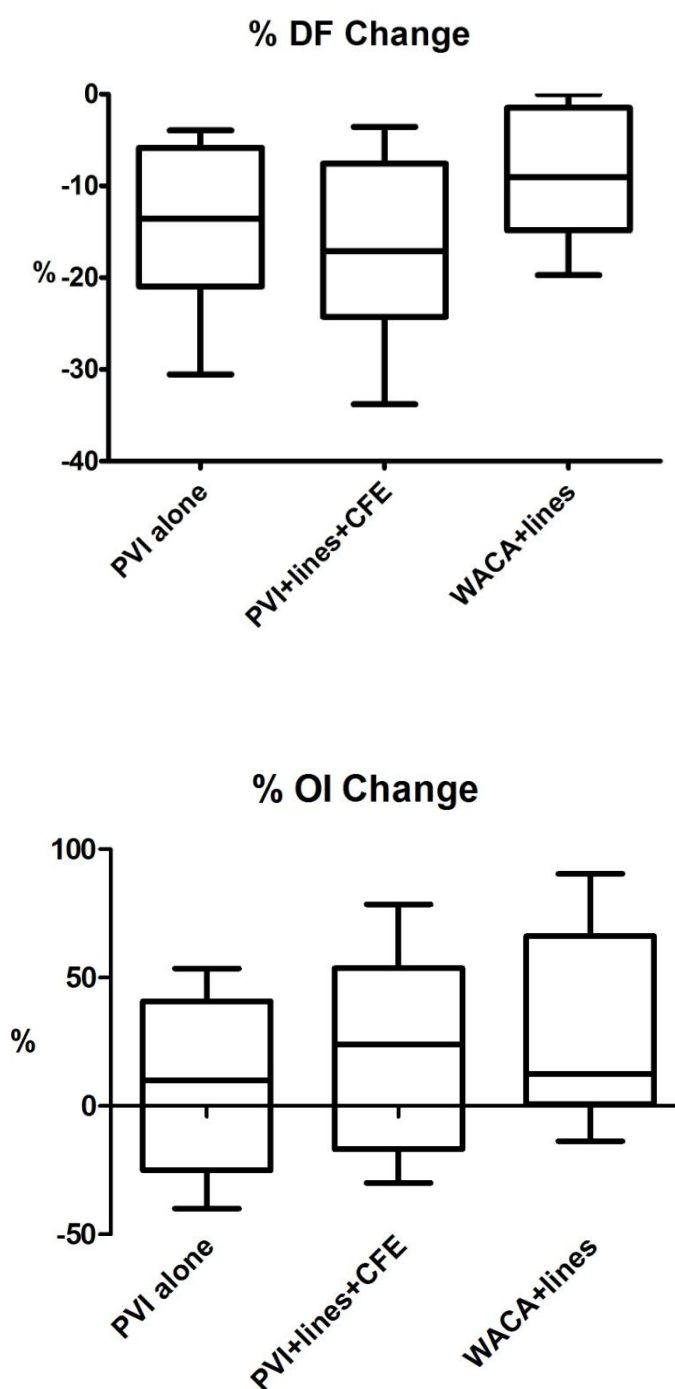 % DF Change
0
-10
%
-20
-30
-40
PVI alone
PVI+lines+CFE
WACA+lines
% OI Change
100
50
%
0
-50
PVI alone
PVI+lines+CFE
WACA+lines